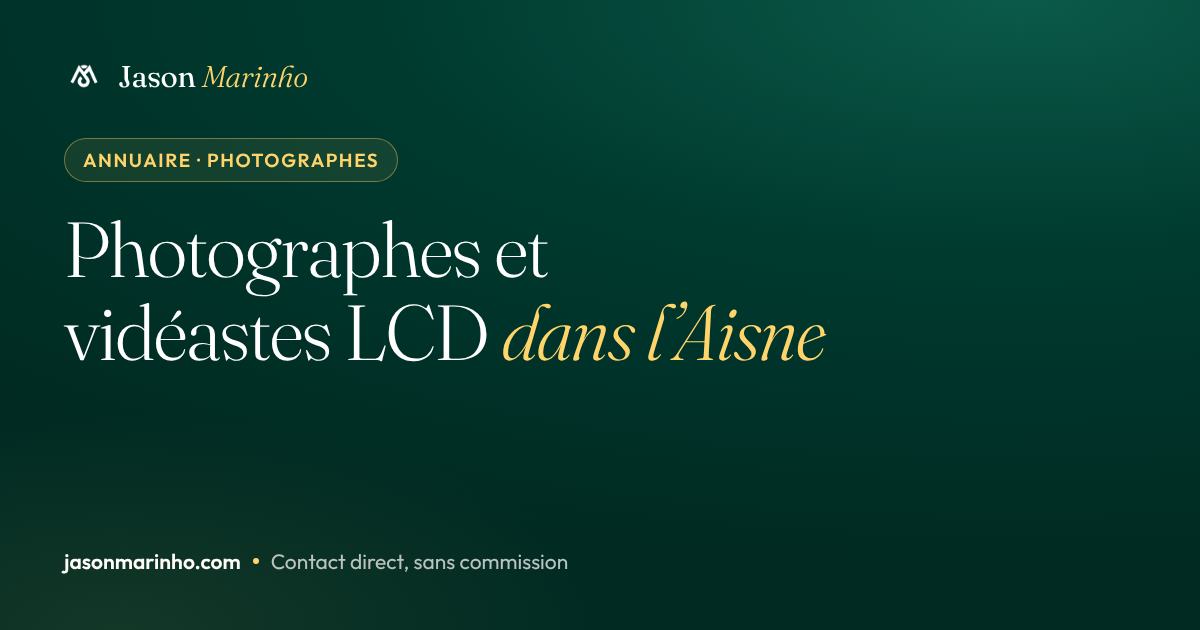 Jason Marinho
ANNUAIRE · PHOTOGRAPHES
Photographes et
vidéastes LCD dans l’Aisne
jasonmarinho.com • Contact direct, sans commission